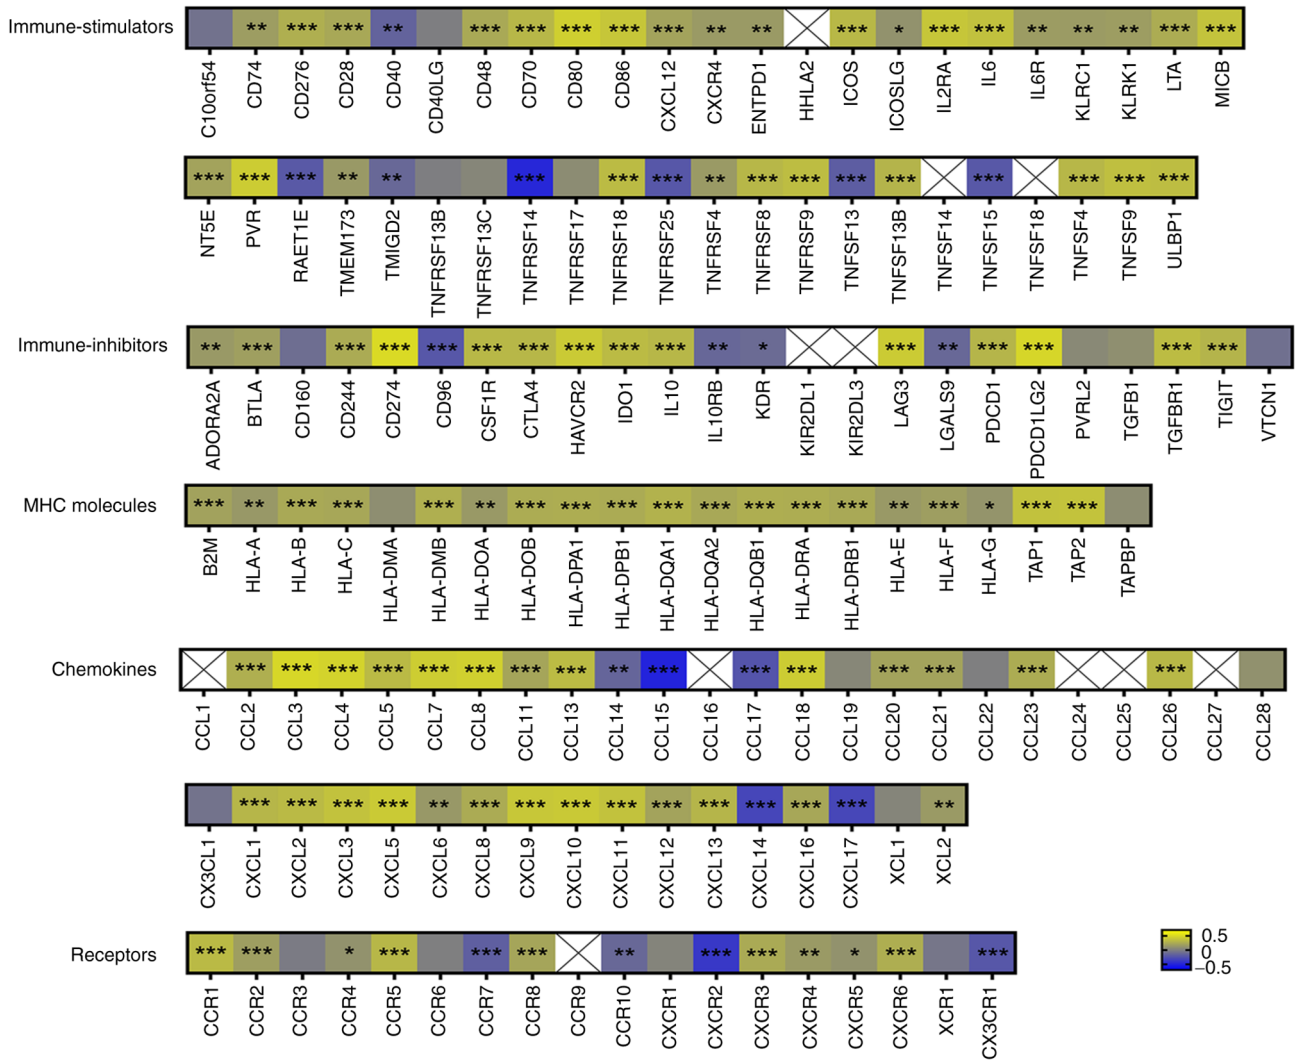 Immune-stimulators
** *** *** ** *** *** *** *** *** ** ** *** * *** *** ** ** ** *** ***
C10orf54 CD74 CD276 CD28 CD40 CD40LG CD48 CD70 CD80 CD86 CXCL12 CXCR4 ENTPD1 HHLA2 ICOS ICOSLG IL2RA IL6 IL6R KLRC1 KLRK1 LTA MICB
*** *** *** ** ** *** *** *** ** *** *** *** *** *** *** *** ***
NT5E PVR RAET1E TMEM173 TMIGD2 TNFRSF13B TNFRSF13C TNFRSF14 TNFRSF17 TNFRSF18 TNFRSF25 TNFRSF4 TNFRSF8 TNFRSF9 TNFSF13 TNFSF13B TNFSF14 TNFSF15 TNFSF18 TNFSF4 TNFSF9 ULBP1
Immune-inhibitors
** *** *** *** *** *** *** *** *** *** ** * *** ** *** *** *** ***
ADORA2A BTLA CD160 CD244 CD274 CD96 CSF1R CTLA4 HAVCR2 IDO1 IL10 IL10RB KDR KIR2DL1 KIR2DL3 LAG3 LGALS9 PDCD1 PDCD1LG2 PVRL2 TGFB1 TGFBR1 TIGIT VTCN1
MHC molecules
*** ** *** *** *** ** *** *** *** *** *** *** *** *** ** *** * *** ***
B2M HLA-A HLA-B HLA-C HLA-DMA HLA-DMB HLA-DOA HLA-DOB HLA-DPA1 HLA-DPB1 HLA-DQA1 HLA-DQA2 HLA-DQB1 HLA-DRA HLA-DRB1 HLA-E HLA-F HLA-G TAP1 TAP2 TAPBP
Chemokines
*** *** *** *** *** *** *** *** ** *** *** *** *** *** *** ***
CCL1 CCL2 CCL3 CCL4 CCL5 CCL7 CCL8 CCL11 CCL13 CCL14 CCL15 CCL16 CCL17 CCL18 CCL19 CCL20 CCL21 CCL22 CCL23 CCL24 CCL25 CCL26 CCL27 CCL28
*** *** *** *** ** *** *** *** *** *** *** *** *** *** **
CX3CL1 CXCL1 CXCL2 CXCL3 CXCL5 CXCL6 CXCL8 CXCL9 CXCL10 CXCL11 CXCL12 CXCL13 CXCL14 CXCL16 CXCL17 XCL1 XCL2
Receptors
*** *** * *** *** *** ** *** *** ** * *** ***
CCR1 CCR2 CCR3 CCR4 CCR5 CCR6 CCR7 CCR8 CCR9 CCR10 CXCR1 CXCR2 CXCR3 CXCR4 CXCR5 CXCR6 XCR1 CX3CR1
0.5
0
−0.5